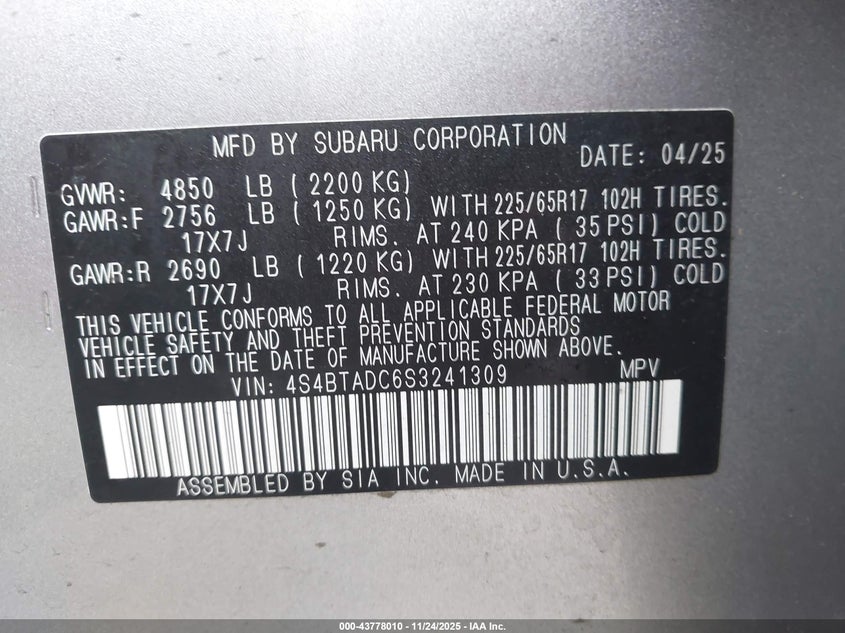 MFD BY SUBARU CORPORATION
DATE: 04/25
GVWR: 4850 LB ( 2200 KG)
GAWR:F 2756 LB ( 1250 KG) WITH 225/65R17 102H TIRES.
17X7J RIMS. AT 240 KPA ( 35 PSI) COLD
GAWR:R 2690 LB ( 1220 KG) WITH 225/65R17 102H TIRES.
17X7J RIMS. AT 230 KPA ( 33 PSI) COLD
THIS VEHICLE CONFORMS TO ALL APPLICABLE FEDERAL MOTOR
VEHICLE SAFETY AND THEFT PREVENTION STANDARDS
IN EFFECT ON THE DATE OF MANUFACTURE SHOWN ABOVE.
VIN: 4S4BTADC6S3241309 MPV
ASSEMBLED BY SIA INC. MADE IN U.S.A.
000-43778010 - 11/24/2025 - IAA Inc.